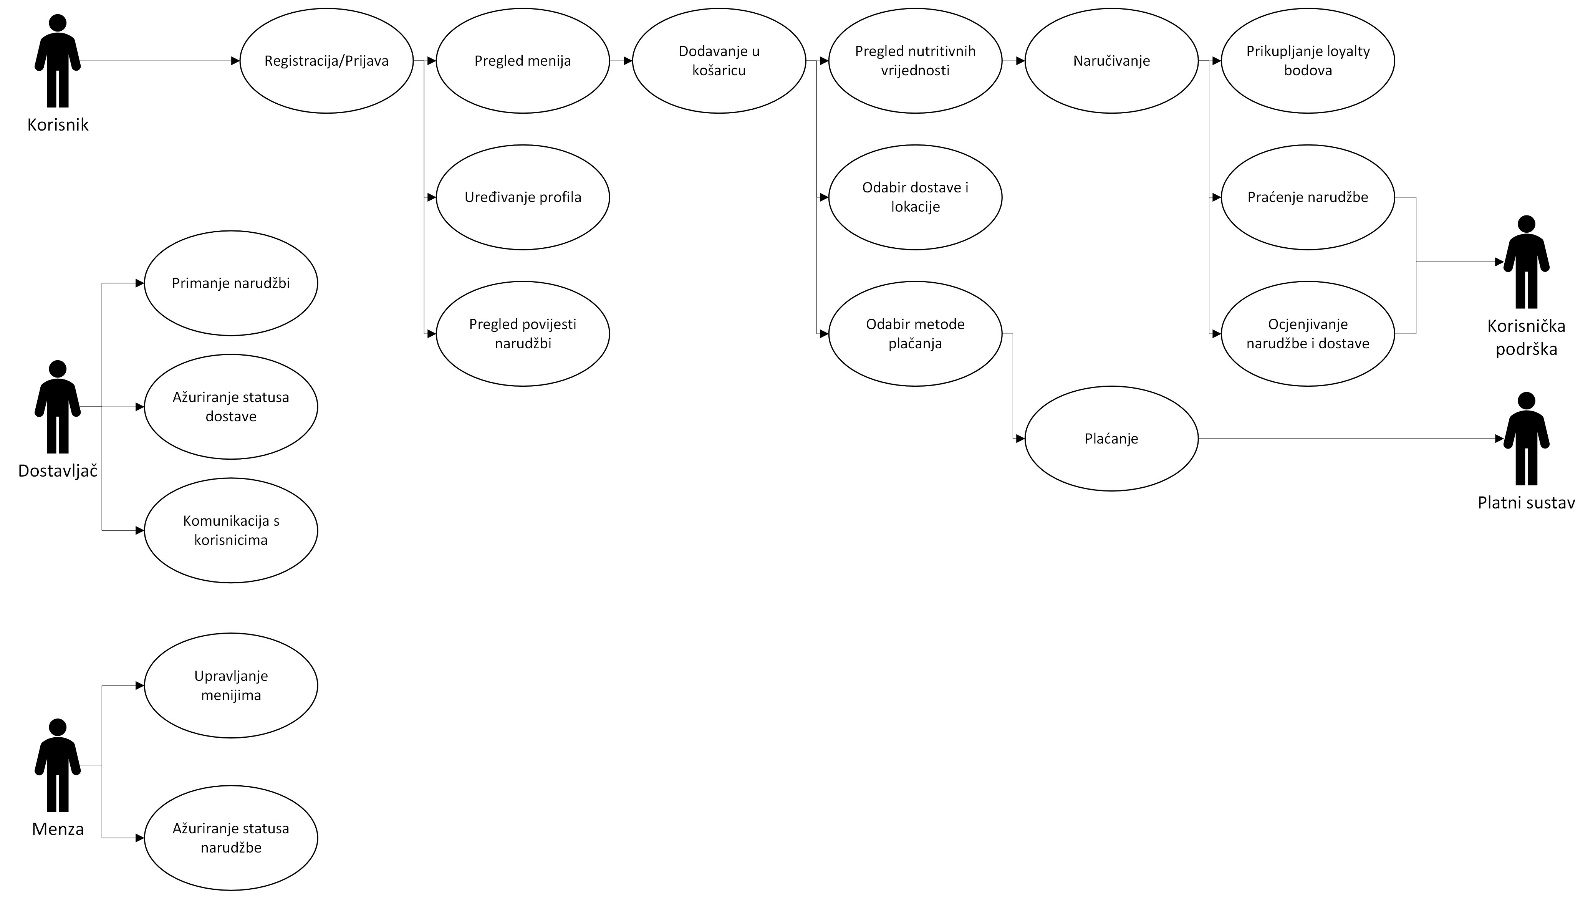 Korisnik
Registracija/Prijava
Pregled menija
Dodavanje u
košaricu
Pregled nutritivnih
vrijednosti
Naručivanje
Prikupljanje loyalty
bodova
Uređivanje profila
Odabir dostave i
lokacije
Praćenje narudžbe
Pregled povijesti
narudžbi
Odabir metode
plačanja
Ocjenjivanje
narudžbe i dostave
Korisnička
podrška
Plaćanje
Platni sustav
Dostavljač
Primanje narudžbi
Ažuriranje statusa
dostave
Komunikacija s
korisnicima
Menza
Upravljanje
menijima
Ažuriranje statusa
narudžbe